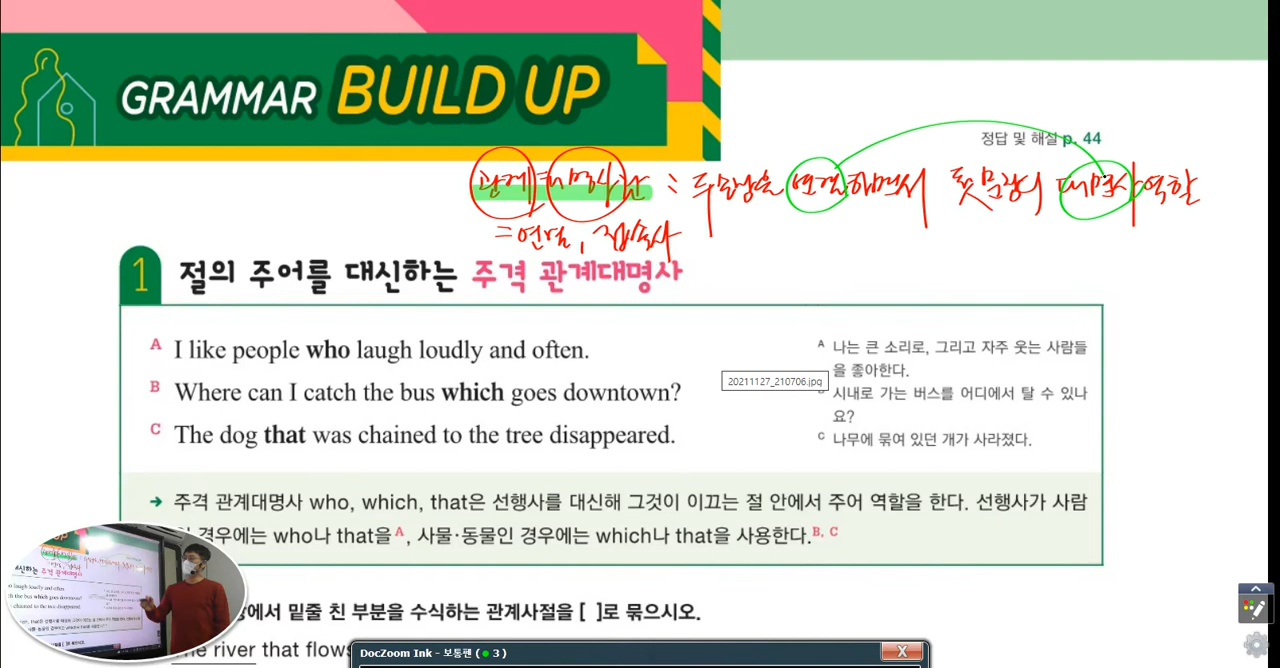 GRAMMAR BUILD UP
정답 및 해설 p. 44
관계대명사란 : 두 문장을 연결하면서 뒷 문장의 대명사 역할
=연결, 접속사
1 절의 주어를 대신하는 주격 관계대명사
A I like people who laugh loudly and often.
B Where can I catch the bus which goes downtown?
C The dog that was chained to the tree disappeared.
A 나는 큰 소리로, 그리고 자주 웃는 사람들
을 좋아한다.
20211127_210706.jpg
시내로 가는 버스를 어디에서 탈 수 있나
요?
C 나무에 묶여 있던 개가 사라졌다.
→ 주격 관계대명사 who, which, that은 선행사를 대신해 그것이 이끄는 절 안에서 주어 역할을 한다. 선행사가 사람
경우에는 who나 that을A, 사물·동물인 경우에는 which나 that을 사용한다.B, C
에서 밑줄 친 부분을 수식하는 관계사절을 [ ]로 묶으시오.
river that flows
DocZoom Ink - 보통펜 ( 3 )